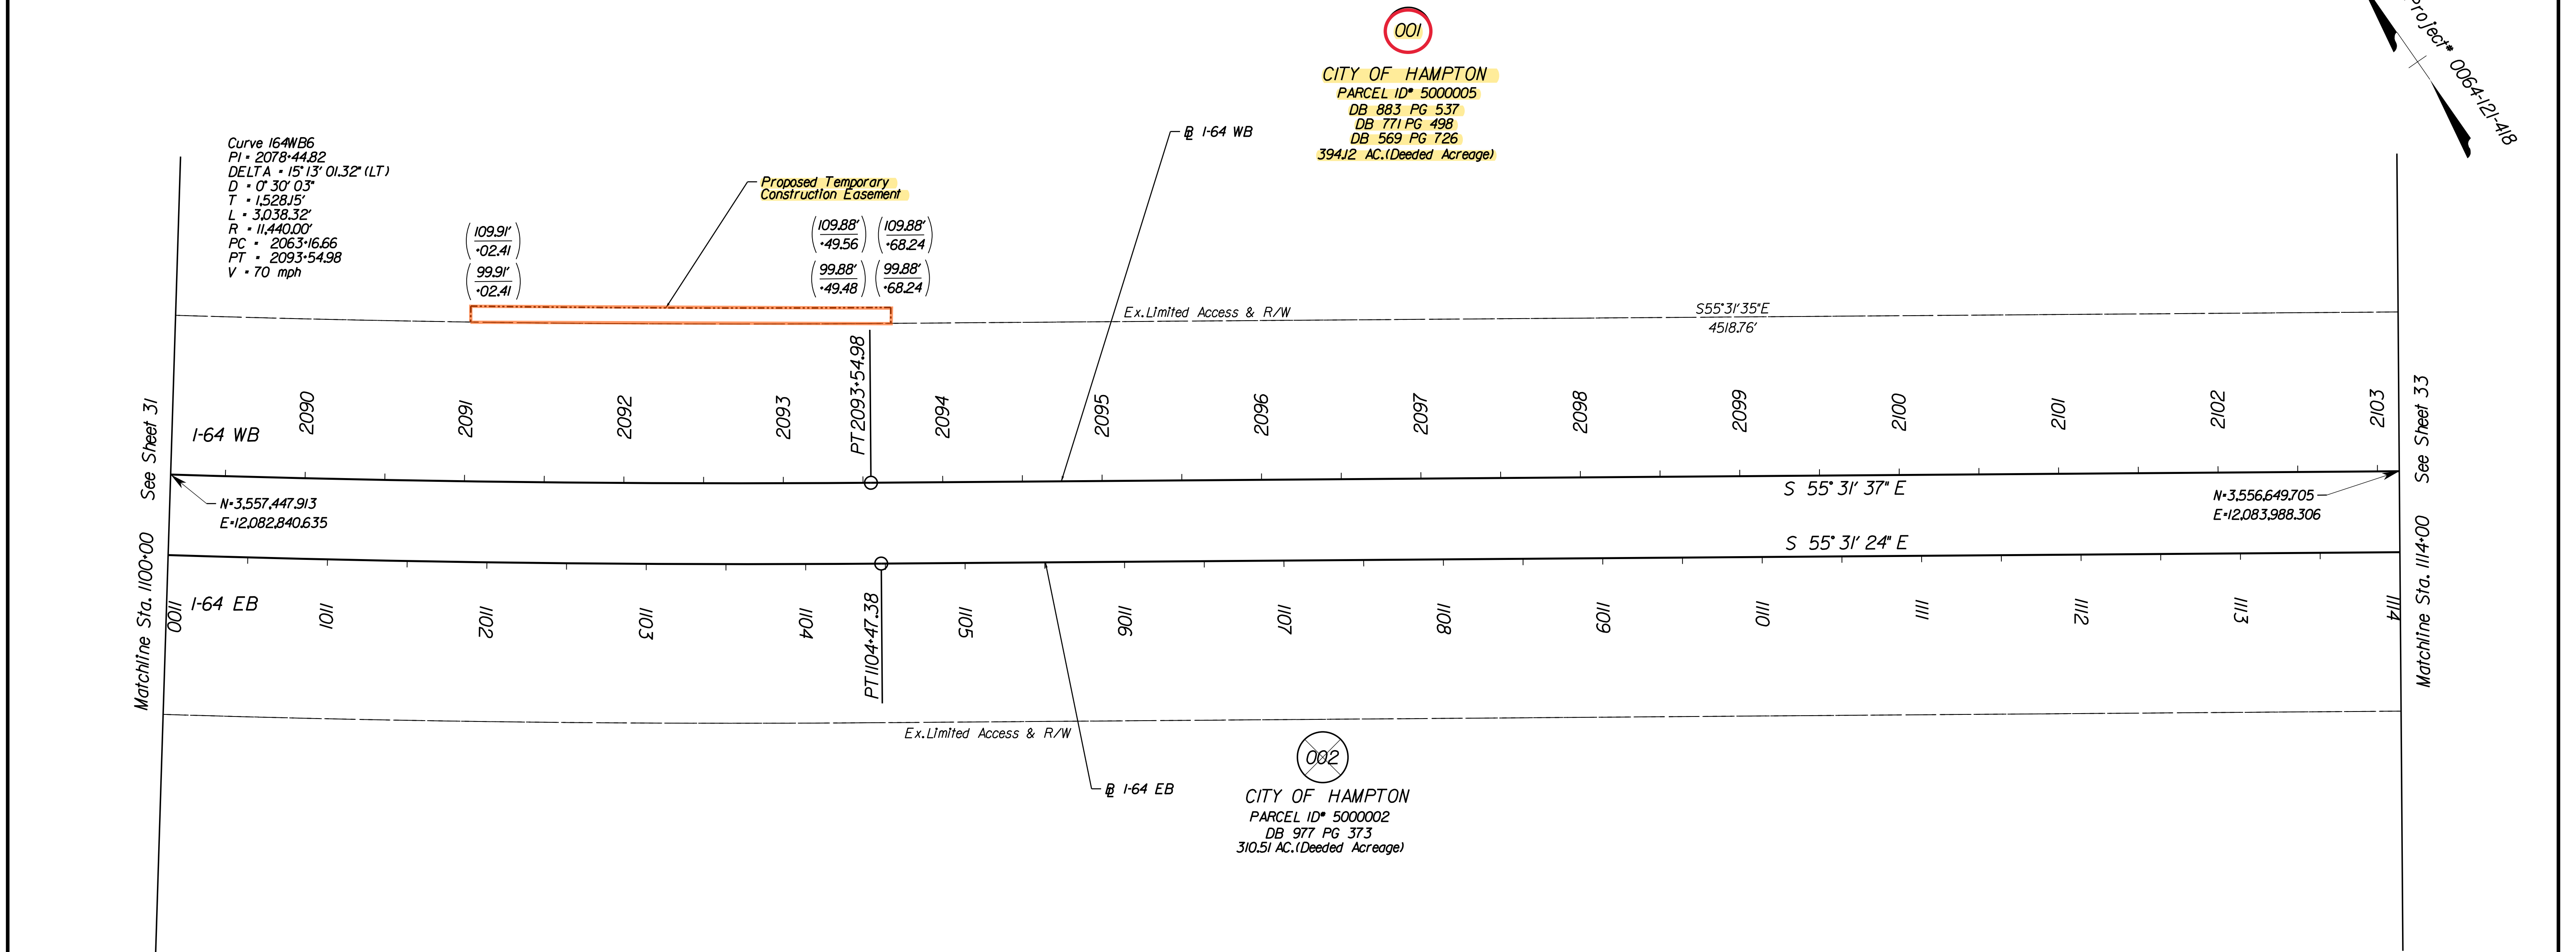 001
CITY OF HAMPTON
PARCEL ID# 5000005
DB 883 PG 537
DB 771 PG 498
DB 569 PG 726
394.12 AC.(Deeded Acreage)
Project# 0064-121-418
Curve 164WB6
PI = 2078+44.82
DELTA = 15° 13' 01.32" (LT)
D = 0° 30' 03"
T = 1,528.15'
L = 3,038.32'
R = 11,440.00'
PC = 2063+16.66
PT = 2093+54.98
V = 70 mph
Proposed Temporary
Construction Easement
℄ I-64 WB
109.91'
+02.41
99.91'
+02.41
109.88'
+49.56
99.88'
+49.48
109.88'
+68.24
99.88'
+68.24
Ex.Limited Access & R/W
S55°31'35"E
4518.76'
See Sheet 31
Matchline Sta. 1100+00
I-64 WB
2090
2091
2092
2093
PT 2093+54.98
2094
2095
2096
2097
2098
2099
2100
2101
2102
2103
See Sheet 33
Matchline Sta. 1114+00
N=3,557,447.913
E=12,082,840.635
S 55° 31' 37" E
N=3,556,649.705
E=12,083,988.306
S 55° 31' 24" E
I-64 EB
1100
1101
1102
1103
1104
PT 1104+47.38
1105
1106
1107
1108
1109
1110
1111
1112
1113
1114
Ex.Limited Access & R/W
℄ I-64 EB
002
CITY OF HAMPTON
PARCEL ID# 5000002
DB 977 PG 373
310.51 AC.(Deeded Acreage)